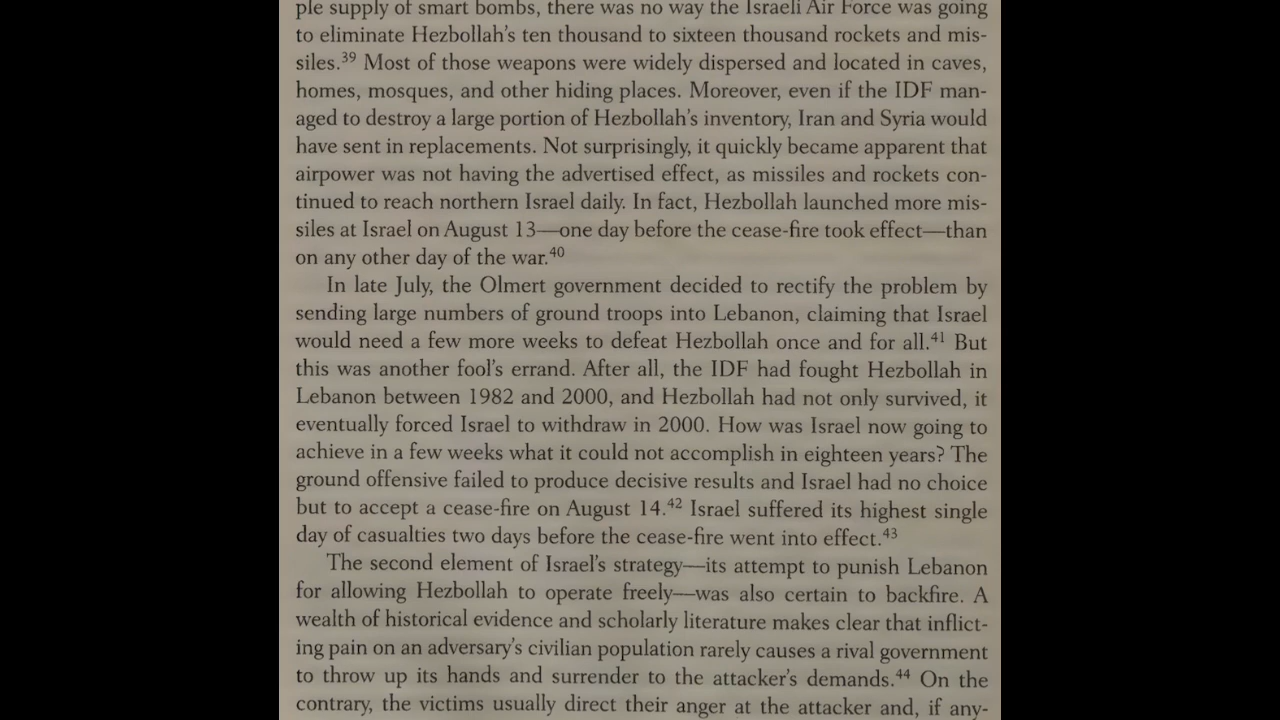 ple supply of smart bombs, there was no way the Israeli Air Force was going
to eliminate Hezbollah's ten thousand to sixteen thousand rockets and mis-
siles.39 Most of those weapons were widely dispersed and located in caves,
homes, mosques, and other hiding places. Moreover, even if the IDF man-
aged to destroy a large portion of Hezbollah's inventory, Iran and Syria would
have sent in replacements. Not surprisingly, it quickly became apparent that
airpower was not having the advertised effect, as missiles and rockets con-
tinued to reach northern Israel daily. In fact, Hezbollah launched more mis-
siles at Israel on August 13—one day before the cease-fire took effect—than
on any other day of the war.40
In late July, the Olmert government decided to rectify the problem by
sending large numbers of ground troops into Lebanon, claiming that Israel
would need a few more weeks to defeat Hezbollah once and for all.41 But
this was another fool's errand. After all, the IDF had fought Hezbollah in
Lebanon between 1982 and 2000, and Hezbollah had not only survived, it
eventually forced Israel to withdraw in 2000. How was Israel now going to
achieve in a few weeks what it could not accomplish in eighteen years? The
ground offensive failed to produce decisive results and Israel had no choice
but to accept a cease-fire on August 14.42 Israel suffered its highest single
day of casualties two days before the cease-fire went into effect.43
The second element of Israel's strategy—its attempt to punish Lebanon
for allowing Hezbollah to operate freely—was also certain to backfire. A
wealth of historical evidence and scholarly literature makes clear that inflict-
ing pain on an adversary's civilian population rarely causes a rival government
to throw up its hands and surrender to the attacker's demands.44 On the
contrary, the victims usually direct their anger at the attacker and, if any-